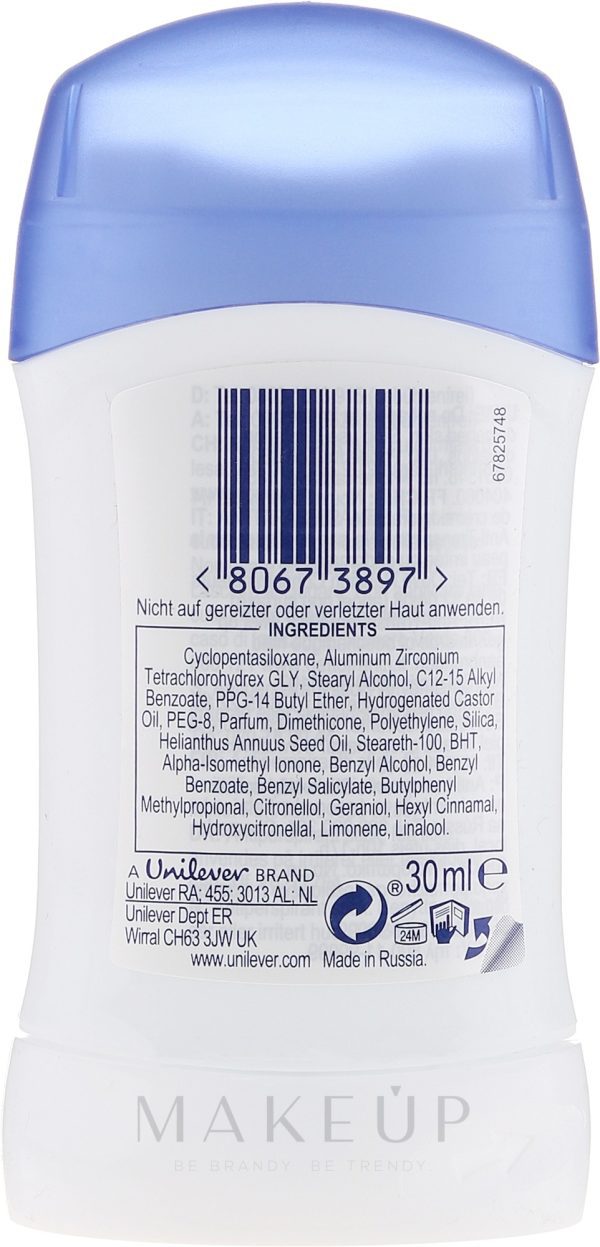 67825748
< 8067 3897 >
Nicht auf gereizter oder verletzter Haut anwenden.
INGREDIENTS
Cyclopentasiloxane, Aluminum Zirconium
Tetrachlorohydrex GLY, Stearyl Alcohol, C12-15 Alkyl
Benzoate, PPG-14 Butyl Ether, Hydrogenated Castor
Oil, PEG-8, Parfum, Dimethicone, Polyethylene, Silica,
Helianthus Annuus Seed Oil, Steareth-100, BHT,
Alpha-Isomethyl Ionone, Benzyl Alcohol, Benzyl
Benzoate, Benzyl Salicylate, Butylphenyl
Methylpropional, Citronellol, Geraniol, Hexyl Cinnamal,
Hydroxycitronellal, Limonene, Linalool.
A Unilever BRAND
Unilever RA; 455; 3013 AL; NL
Unilever Dept ER
Wirral CH63 3JW UK
® 30 ml ℮
24M
www.unilever.com Made in Russia.
MAKEUP
BE BRANDY. BE TRENDY.